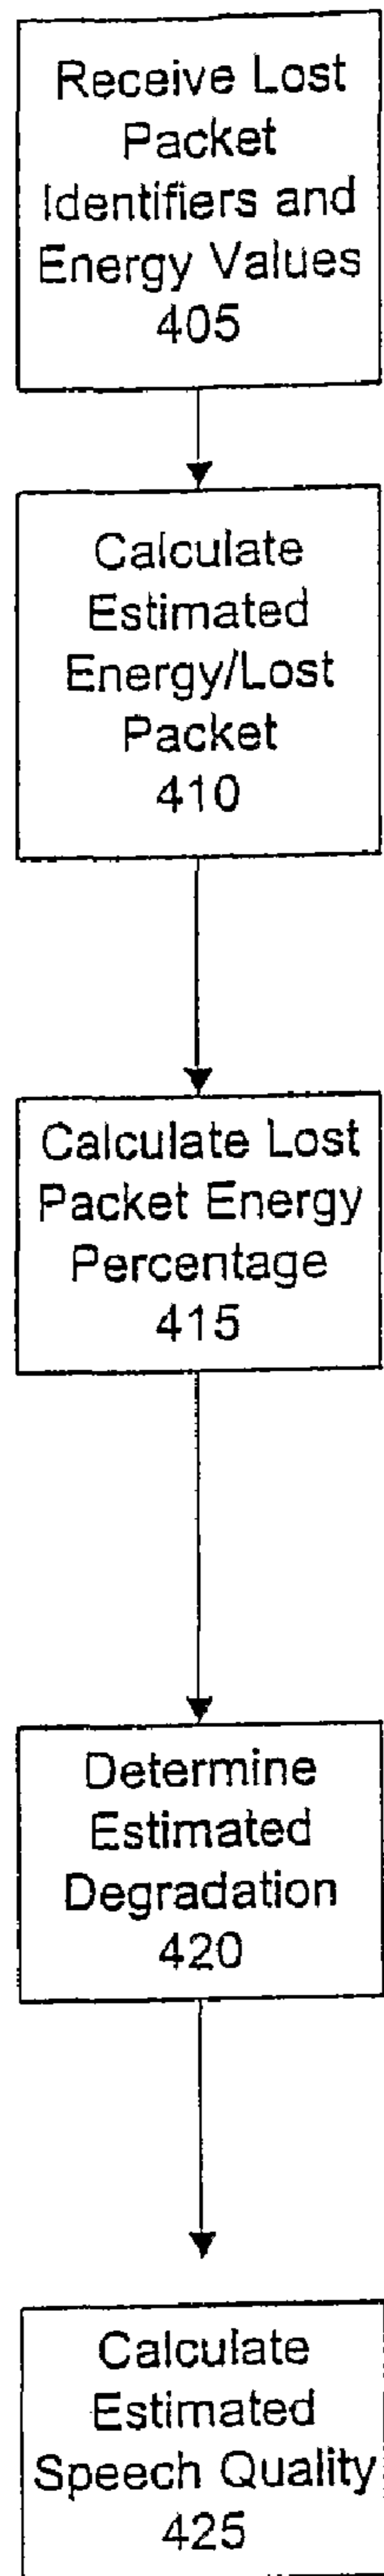 Receive Lost
Packet
Identifiers and
Energy Values
405
Calculate
Estimated
Energy/Lost
Packet
410
Calculate Lost
Packet Energy
Percentage
415
Determine
Estimated
Degradation
420
Calculate
Estimated
Speech Quality
425